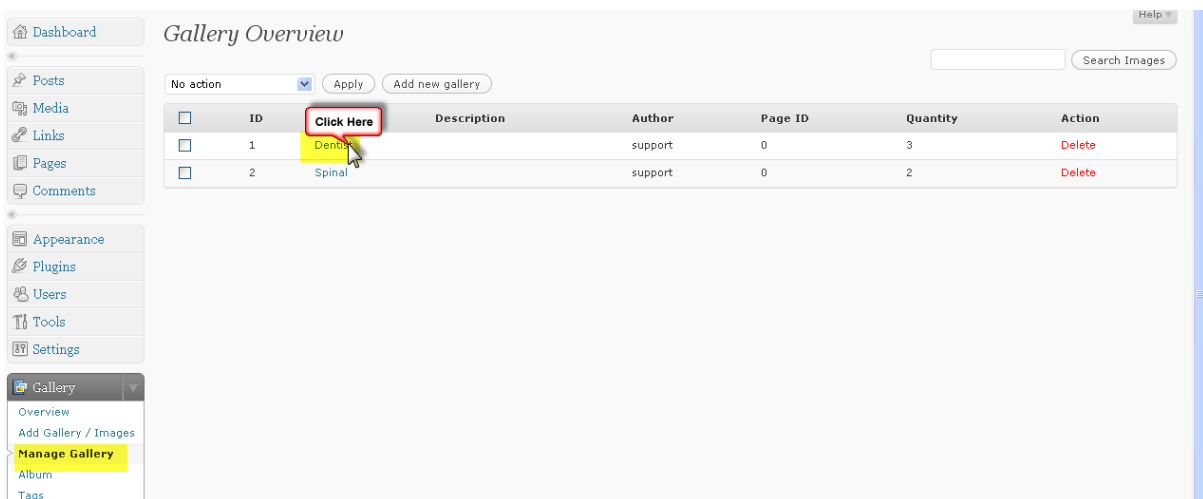 Help
Dashboard
Gallery Overview
Search Images
Posts
No action Apply Add new gallery
Media
ID Description Author Page ID Quantity Action
Click Here
Links
1 Dentist support 0 3 Delete
Pages
2 Spinal support 0 2 Delete
Comments
Appearance
Plugins
Users
Tools
Settings
Gallery
Overview
Add Gallery / Images
Manage Gallery
Album
Tags